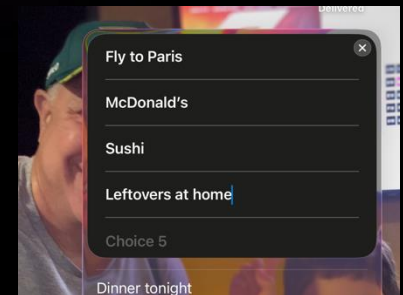 Delivered
Fly to Paris
McDonald's
Sushi
Leftovers at home
Choice 5
Dinner tonight